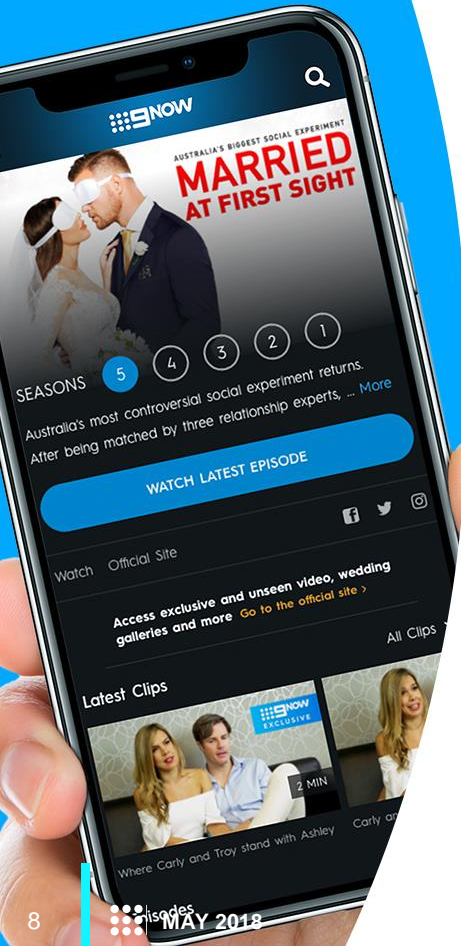 9NOW
AUSTRALIA'S BIGGEST SOCIAL EXPERIMENT
MARRIED
AT FIRST SIGHT
SEASONS 5 4 3 2 1
Australia's most controversial social experiment returns.
After being matched by three relationship experts, ... More
WATCH LATEST EPISODE
Watch Official Site
Access exclusive and unseen video, wedding
galleries and more Go to the official site >
All Clips
Latest Clips
9NOW
EXCLUSIVE
2 MIN
Where Carly and Troy stand with Ashley
Carly an
isodes
8
MAY 2018